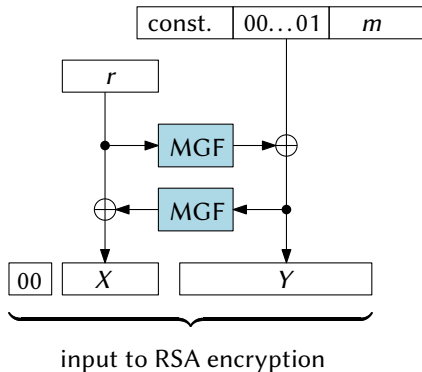 const. 00...01 m
r
MGF
MGF
00 X Y
input to RSA encryption